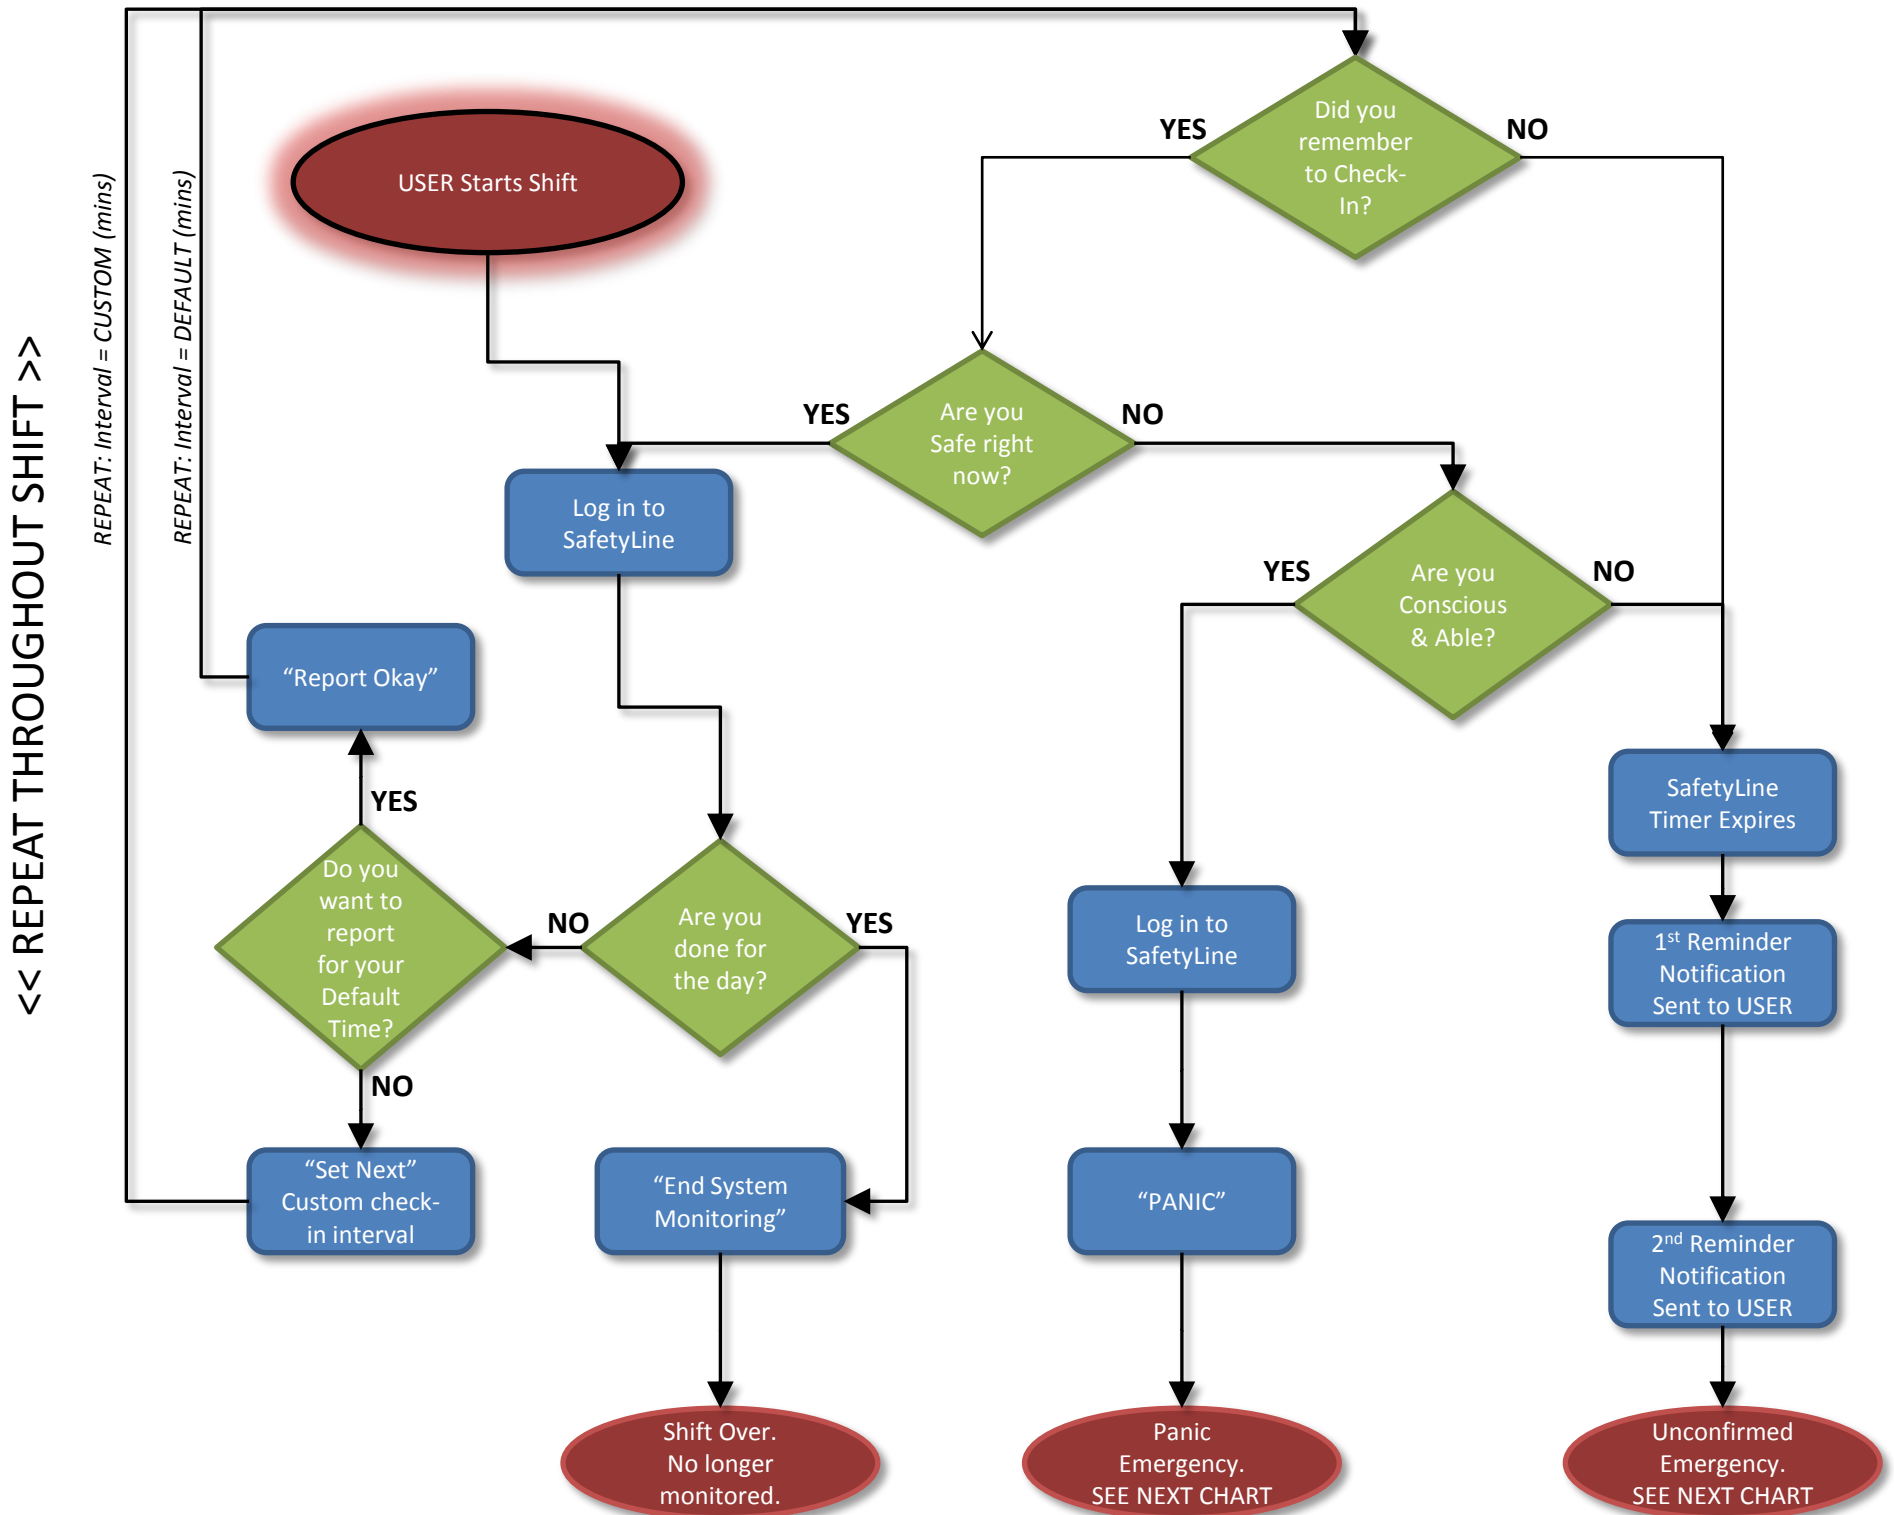 << REPEAT THROUGHOUT SHIFT >>
REPEAT: Interval = CUSTOM (mins)
REPEAT: Interval = DEFAULT (mins)
USER Starts Shift
Did you
remember
to Check-
In?
YES
NO
Are you
Safe right
now?
YES
NO
Log in to
SafetyLine
Are you
Conscious
& Able?
YES
NO
“Report Okay”
YES
Do you
want to
report
for your
Default
Time?
NO
NO
Are you
done for
the day?
YES
“Set Next”
Custom check-
in interval
“End System
Monitoring”
Shift Over.
No longer
monitored.
Log in to
SafetyLine
“PANIC”
Panic
Emergency.
SEE NEXT CHART
SafetyLine
Timer Expires
1st Reminder
Notification
Sent to USER
2nd Reminder
Notification
Sent to USER
Unconfirmed
Emergency.
SEE NEXT CHART